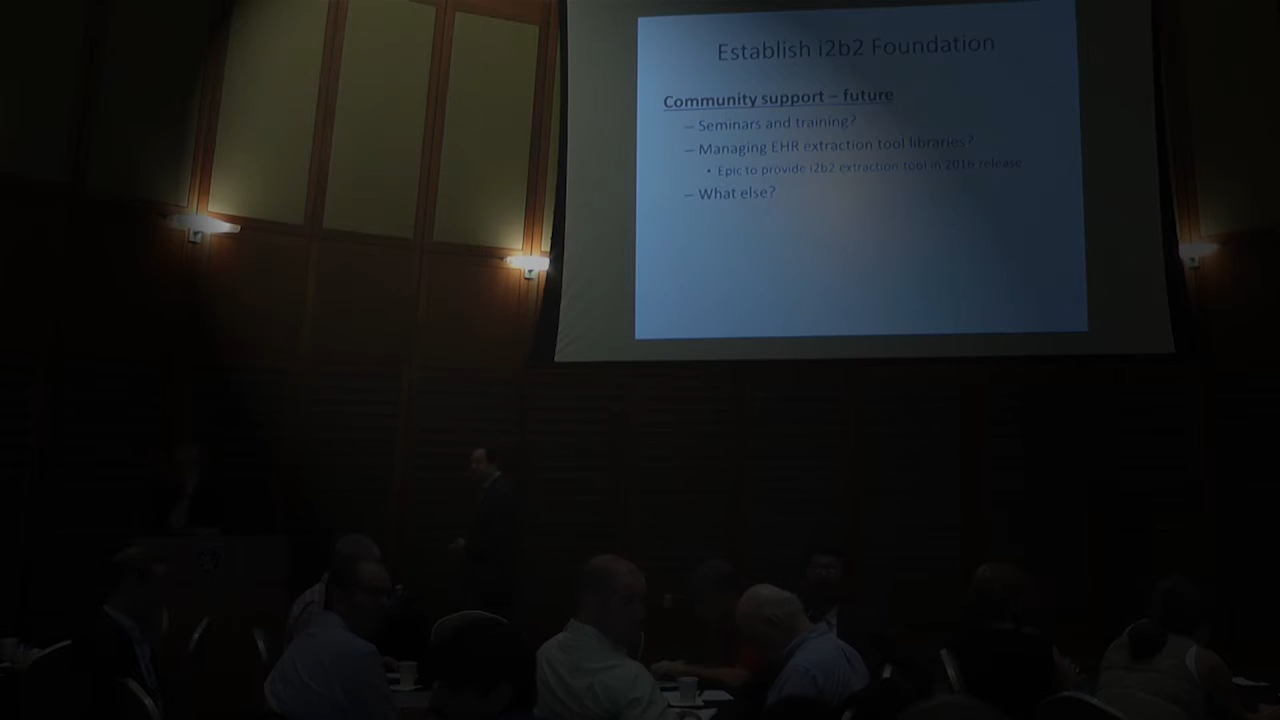 Establish i2b2 Foundation
Community support – future
– Seminars and training?
– Managing EHR extraction tool libraries?
• Epic to provide i2b2 extraction tool in 2016 release
– What else?